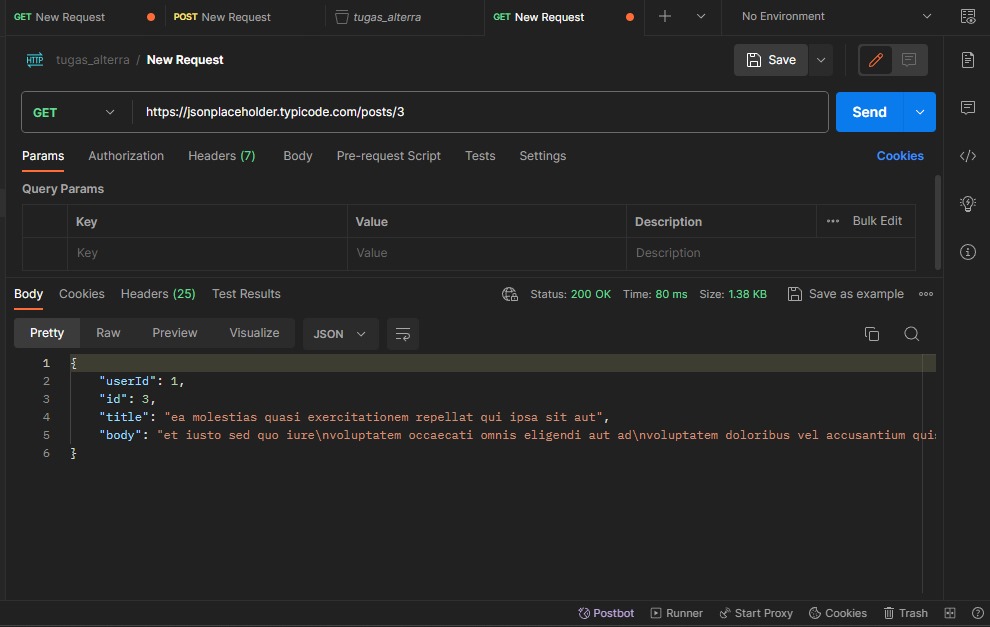 GET New Request POST New Request tugas_alterra GET New Request No Environment
HTTP tugas_alterra / New Request Save
GET https://jsonplaceholder.typicode.com/posts/3 Send
Params Authorization Headers (7) Body Pre-request Script Tests Settings Cookies
Query Params
Key Value Description ••• Bulk Edit
Key Value Description
Body Cookies Headers (25) Test Results Status: 200 OK Time: 80 ms Size: 1.38 KB Save as example
Pretty Raw Preview Visualize JSON
1 {
2 "userId": 1,
3 "id": 3,
4 "title": "ea molestias quasi exercitationem repellat qui ipsa sit aut",
5 "body": "et iusto sed quo iure\nvoluptatem occaecati omnis eligendi aut ad\nvoluptatem doloribus vel accusantium quis
6 }
Postbot Runner Start Proxy Cookies Trash